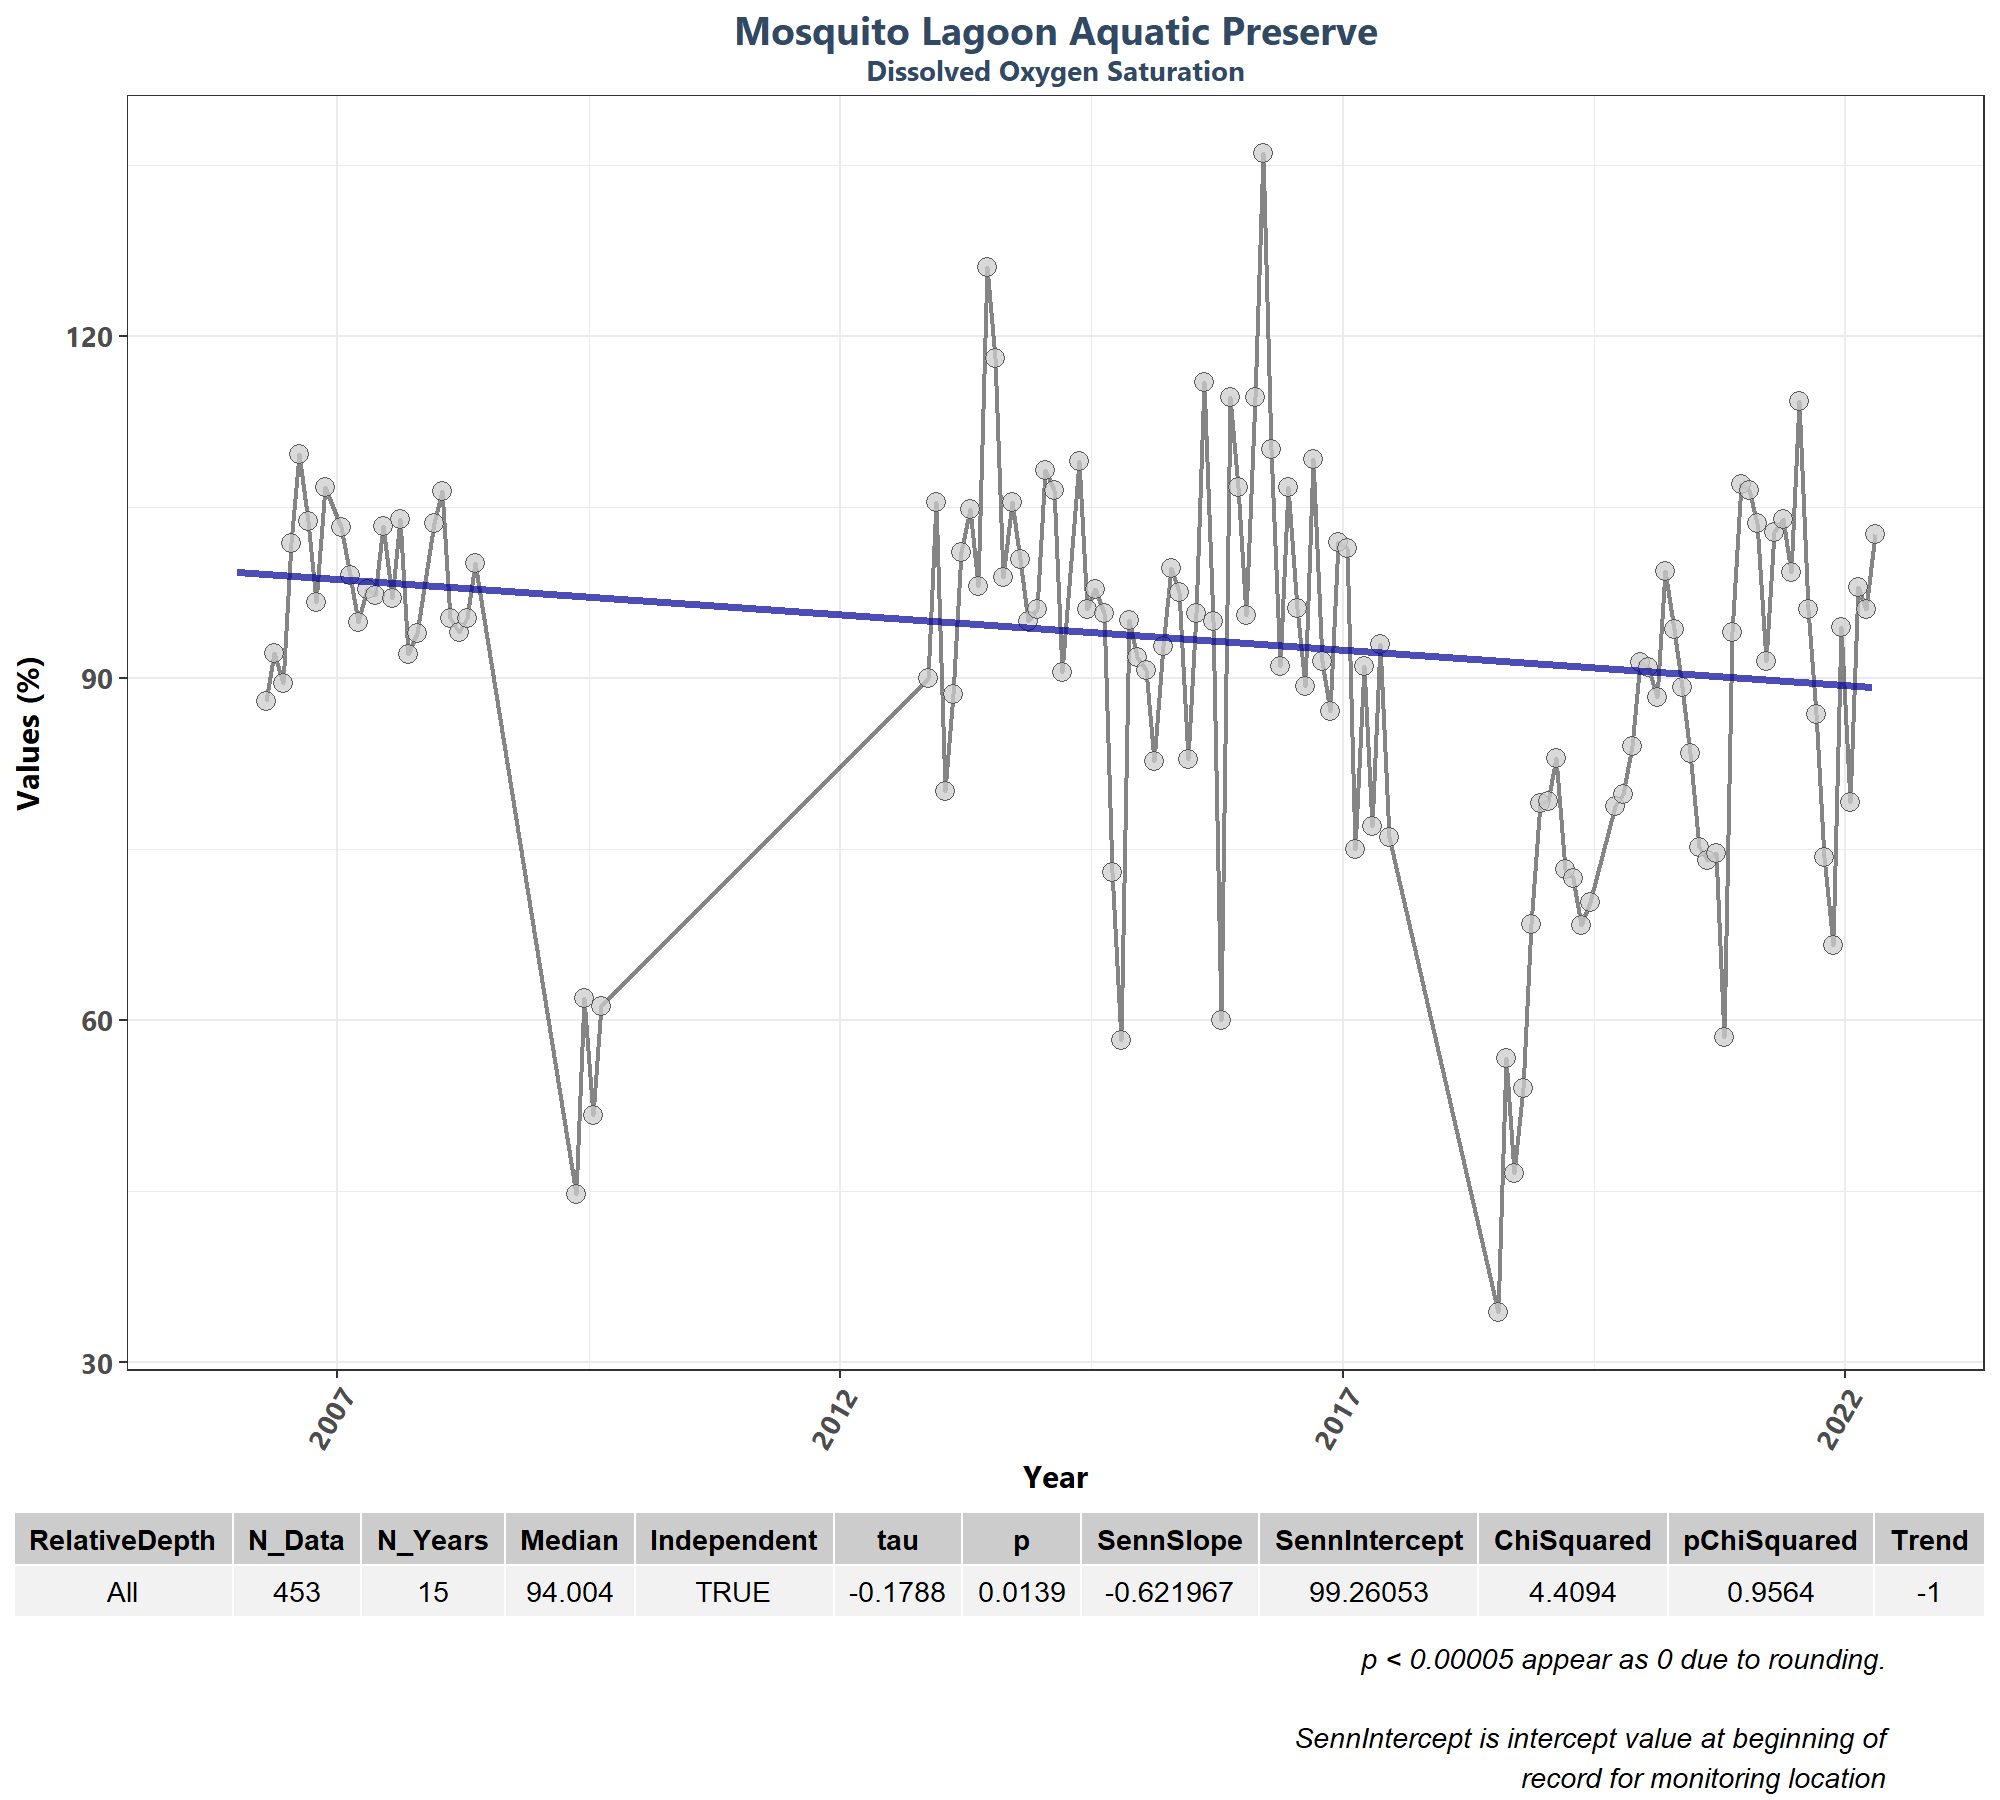 Mosquito Lagoon Aquatic Preserve
Dissolved Oxygen Saturation
Values (%)
120
90
60
30
2007 2012 2017 2022
Year
RelativeDepth N_Data N_Years Median Independent tau p SennSlope SennIntercept ChiSquared pChiSquared Trend
All 453 15 94.004 TRUE -0.1788 0.0139 -0.621967 99.26053 4.4094 0.9564 -1
p < 0.00005 appear as 0 due to rounding.
SennIntercept is intercept value at beginning of
record for monitoring location